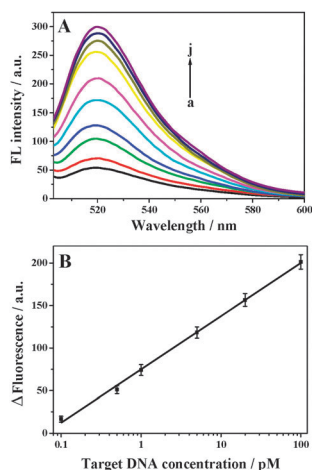 A
j
a
FL intensity / a.u.
300
250
200
150
100
50
0
520 540 560 580 600
Wavelength / nm
B
Δ Fluorescence / a.u.
200
150
100
50
0
0.1 1 10 100
Target DNA concentration / pM